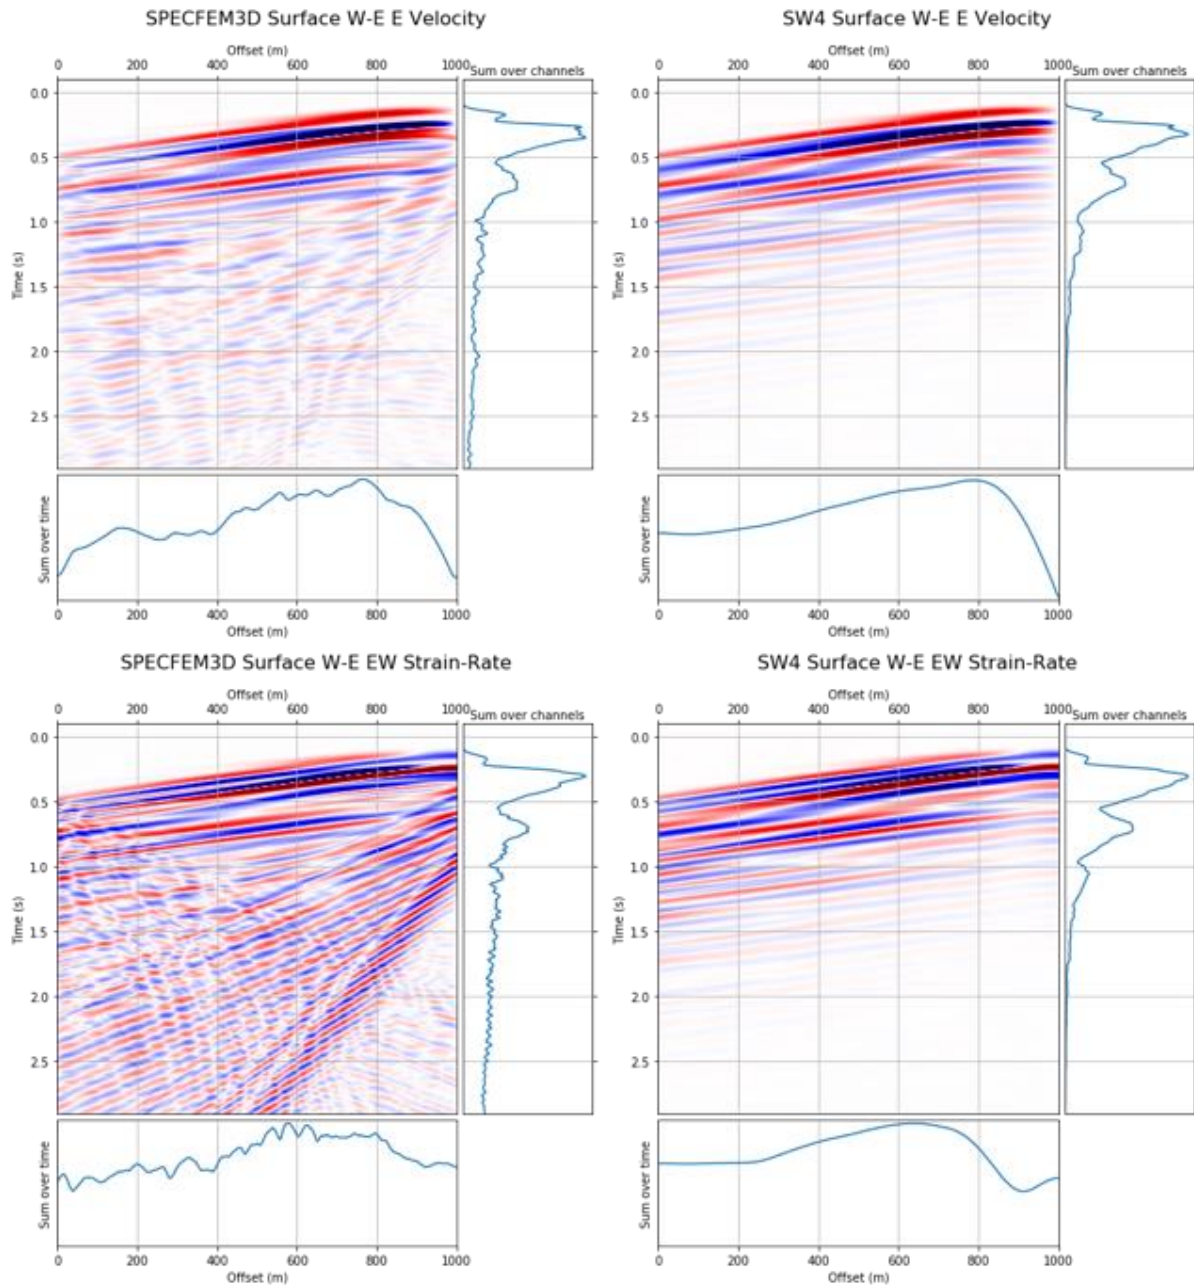 SPECFEM3D Surface W-E E Velocity
Offset (m)
0 200 400 600 800 1000
Sum over channels
Time (s)
0.0
0.5
1.0
1.5
2.0
2.5
Sum over time
0 200 400 600 800 1000
Offset (m)
SW4 Surface W-E E Velocity
Offset (m)
0 200 400 600 800 1000
Sum over channels
Time (s)
0.0
0.5
1.0
1.5
2.0
2.5
Sum over time
0 200 400 600 800 1000
Offset (m)
SPECFEM3D Surface W-E EW Strain-Rate
Offset (m)
0 200 400 600 800 1000
Sum over channels
Time (s)
0.0
0.5
1.0
1.5
2.0
2.5
Sum over time
0 200 400 600 800 1000
Offset (m)
SW4 Surface W-E EW Strain-Rate
Offset (m)
0 200 400 600 800 1000
Sum over channels
Time (s)
0.0
0.5
1.0
1.5
2.0
2.5
Sum over time
0 200 400 600 800 1000
Offset (m)